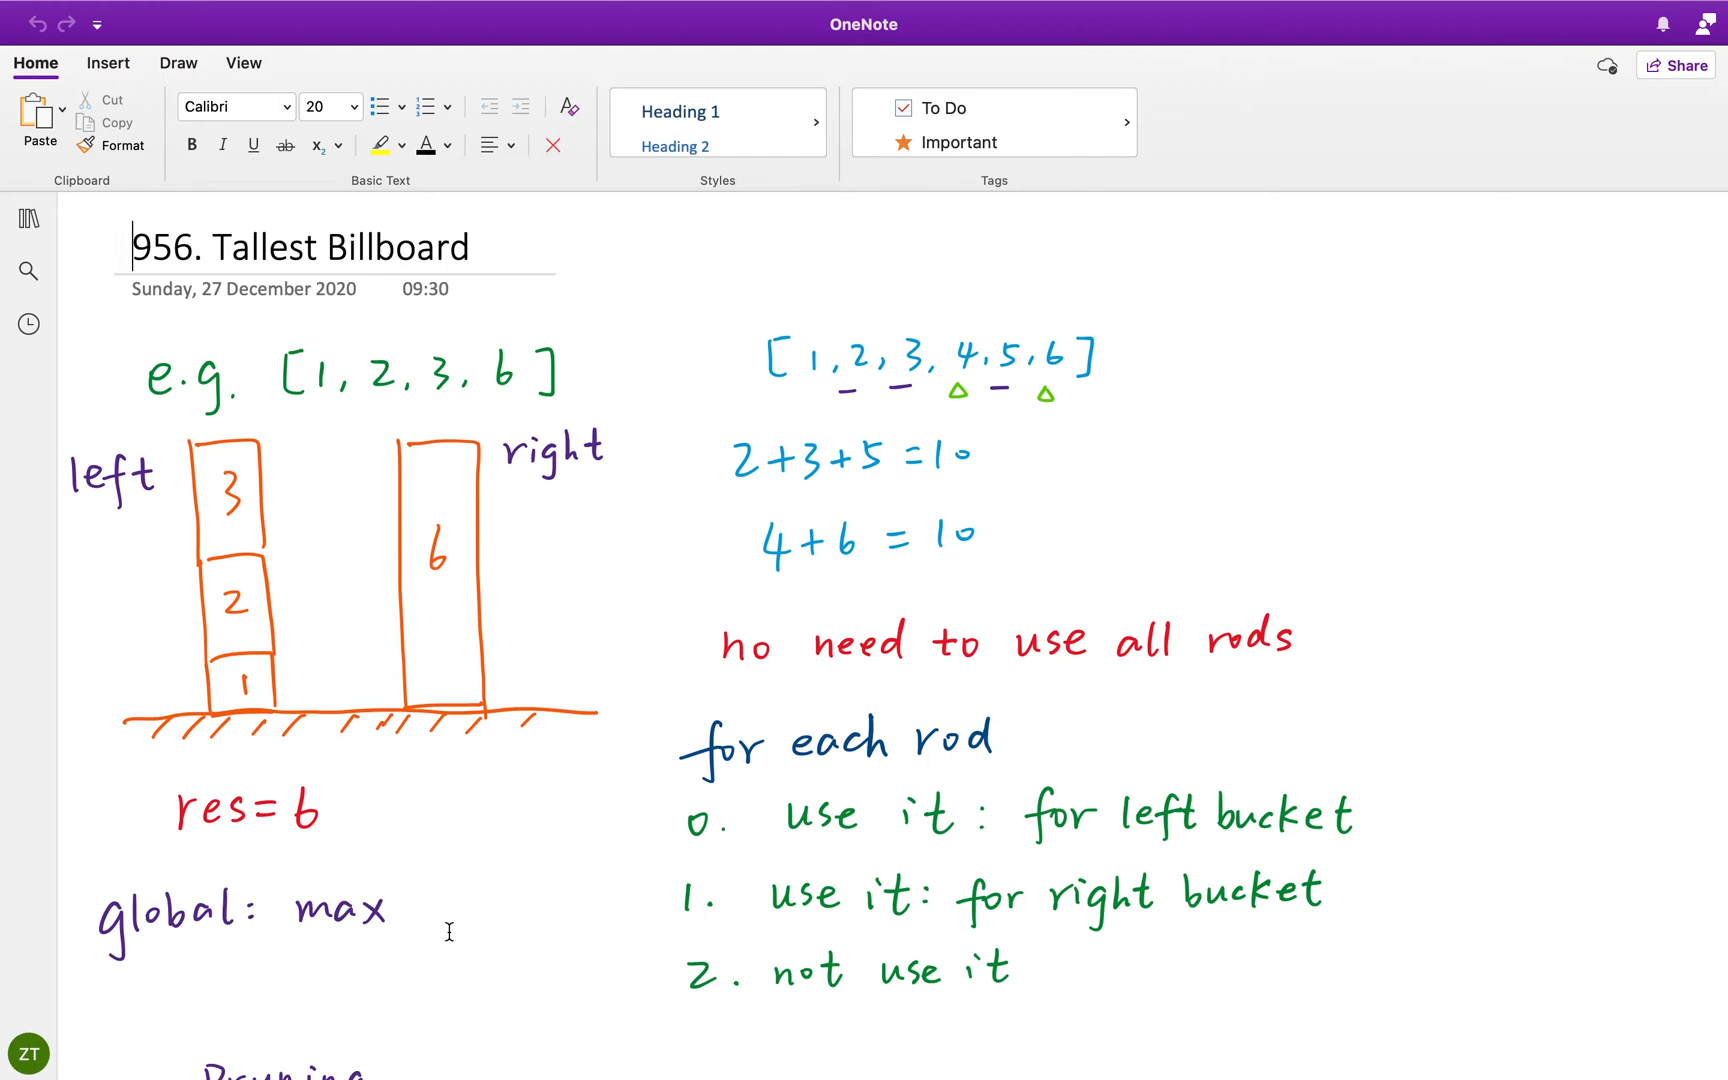 OneNote
Home Insert Draw View
Share
Paste
Cut
Copy
Format
Clipboard
Calibri 20
B I U ab x₂ A
Basic Text
Heading 1
Heading 2
Styles
To Do
Important
Tags
956. Tallest Billboard
Sunday, 27 December 2020 09:30
e.g. [1, 2, 3, 6]
left
3
2
1
right
6
res=6
global: max
Pruning
[1, 2, 3, 4, 5, 6]
2+3+5=10
4+6=10
no need to use all rods
for each rod
0. use it: for left bucket
1. use it: for right bucket
2. not use it
ZT